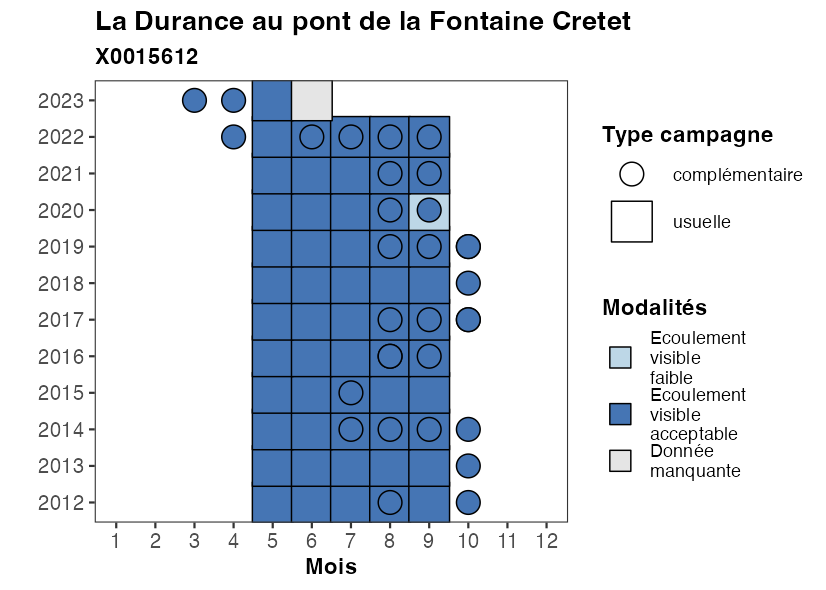 La Durance au pont de la Fontaine Cretet
X0015612
2023
2022
2021
2020
2019
2018
2017
2016
2015
2014
2013
2012
1 2 3 4 5 6 7 8 9 10 11 12
Mois
Type campagne
complémentaire
usuelle
Modalités
Ecoulement
visible
faible
Ecoulement
visible
acceptable
Donnée
manquante